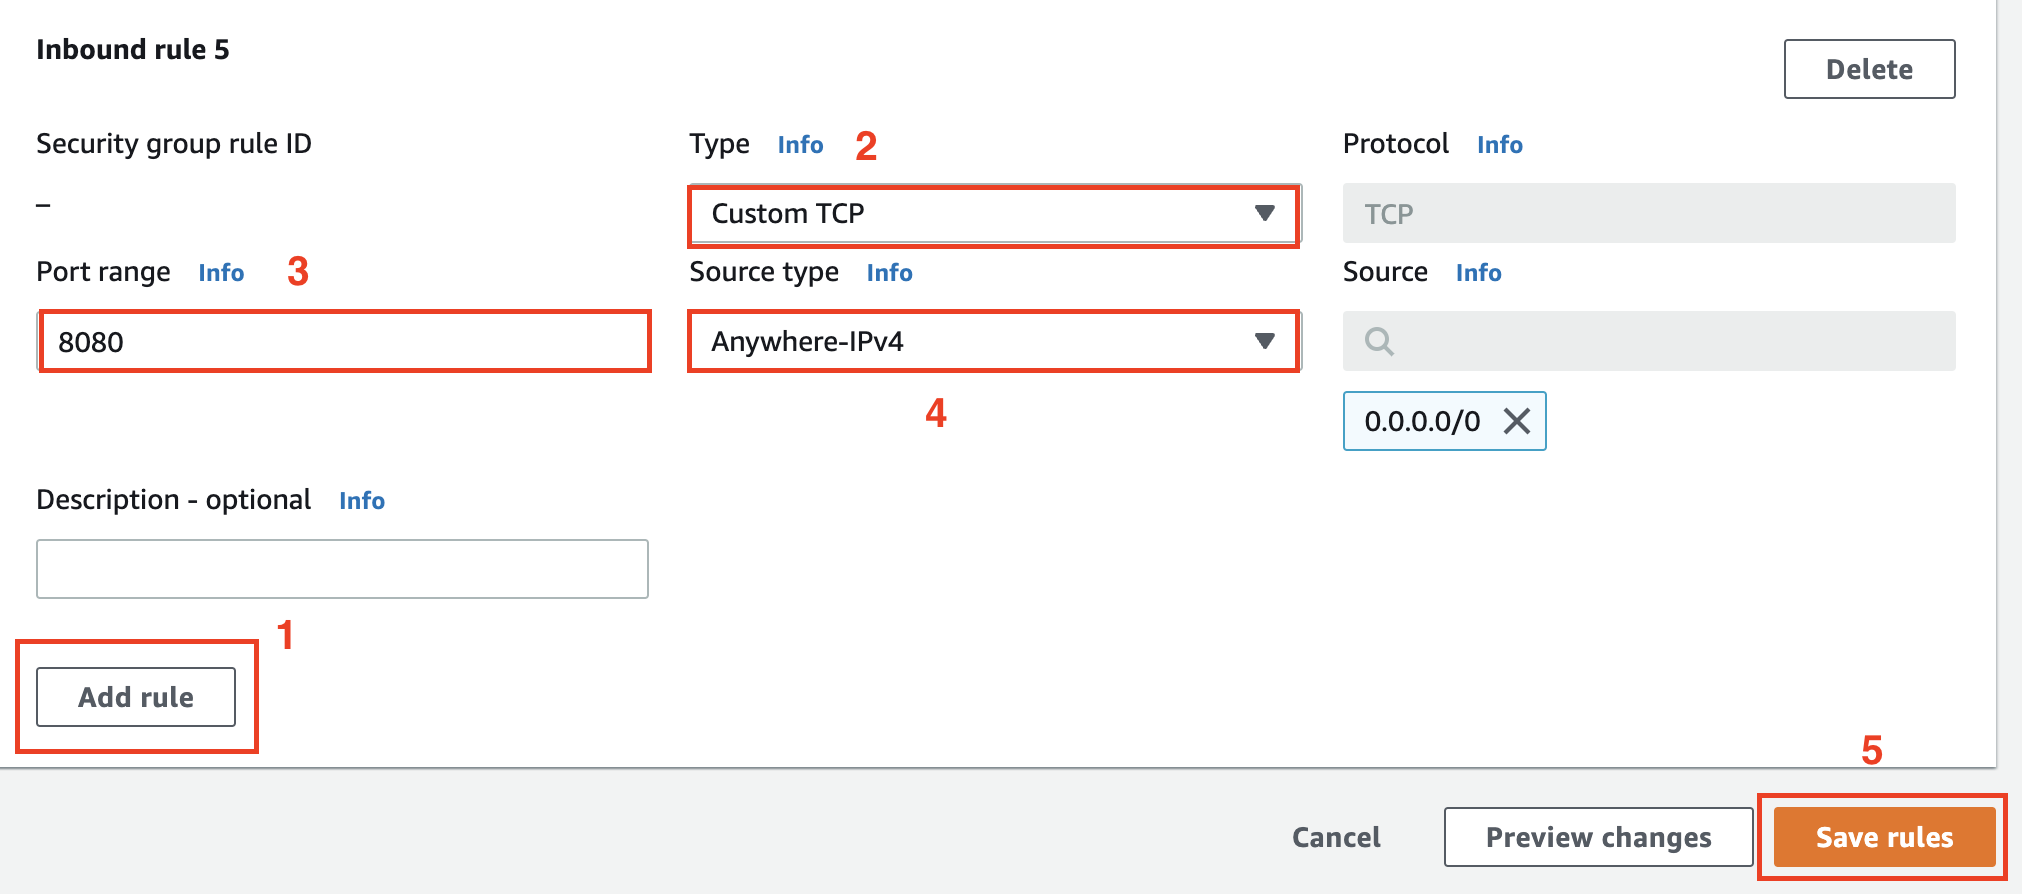 Inbound rule 5
Delete
Security group rule ID
–
Type Info 2
Custom TCP
Protocol Info
TCP
Port range Info 3
8080
Source type Info
Anywhere-IPv4
4
Source Info
0.0.0.0/0
Description - optional Info
1
Add rule
5
Cancel
Preview changes
Save rules